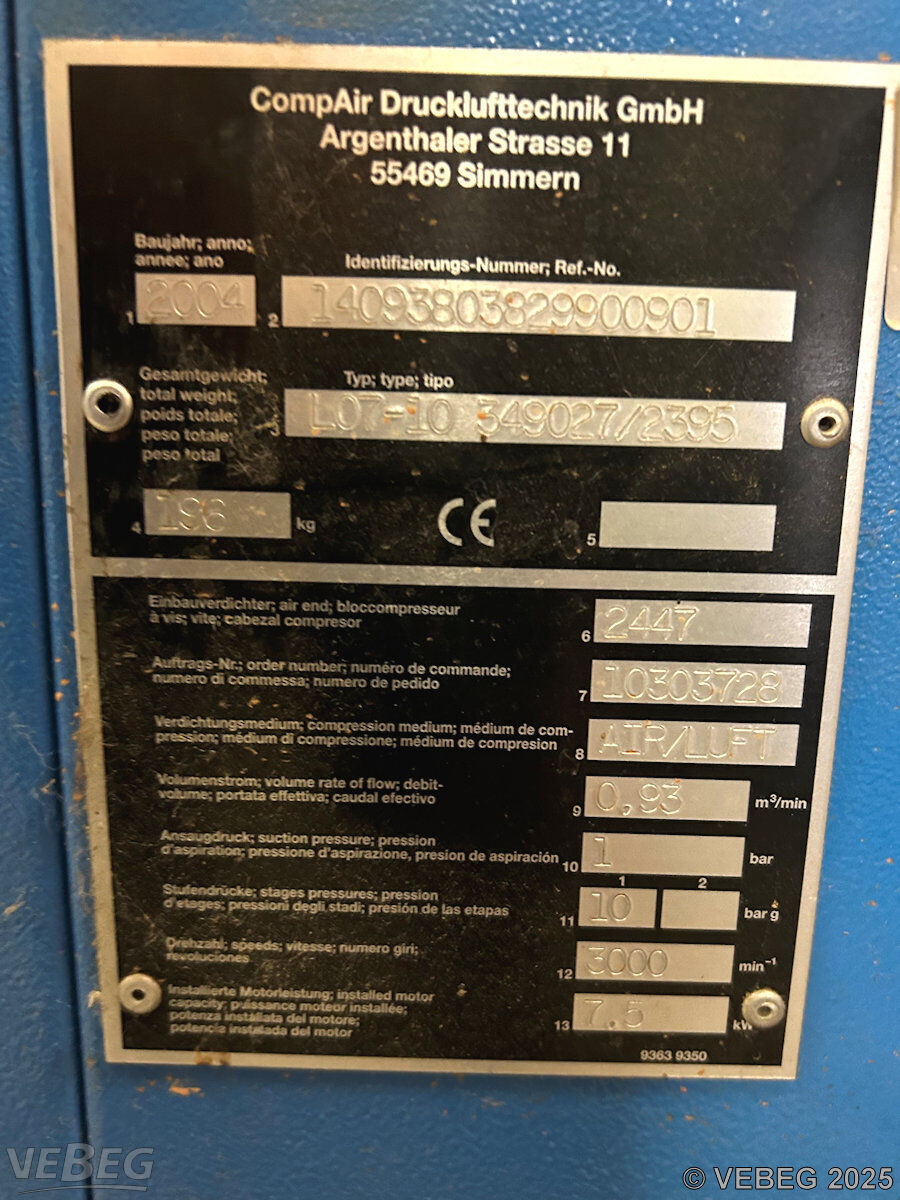 CompAir Drucklufttechnik GmbH
Argenthaler Strasse 11
55469 Simmern
Baujahr; anno;
annee; ano
Identifizierungs-Nummer; Ref.-No.
1 2004 2 14093803829900901
Gesamtgewicht;
total weight;
poids totale;
peso totale;
peso total
Typ; type; tipo
3 L07-10 349027/2395
4 196 kg CE 5
Einbauverdichter; air end; bloccompresseur
à vis; vite; cabezal compresor
6 2447
Auftrags-Nr.; order number; numéro de commande;
numero di commessa; numero de pedido
7 10303728
Verdichtungsmedium; compression medium; médium de com-
pression; médium di compressione; médium de compresion
8 AIR/LUFT
Volumenstrom; volume rate of flow; debit-
volume; portata effettiva; caudal efectivo
9 0,93 m³/min
Ansaugdruck; suction pressure; pression
d'aspiration; pressione d'aspirazione, presion de aspiración
10 1 bar
1 2
Stufendrücke; stages pressures; pression
d'etages; pressioni degli stadi; presión de las etapas
11 10 bar g
Drehzahl; speeds; vitesse; numero giri;
revoluciones
12 3000 min⁻¹
Installierte Motorleistung; installed motor
capacity; puissance moteur installée;
potenza installata del motore;
potencia instalada del motor
13 7.5 kW
9363 9350
VEBEG
© VEBEG 2025